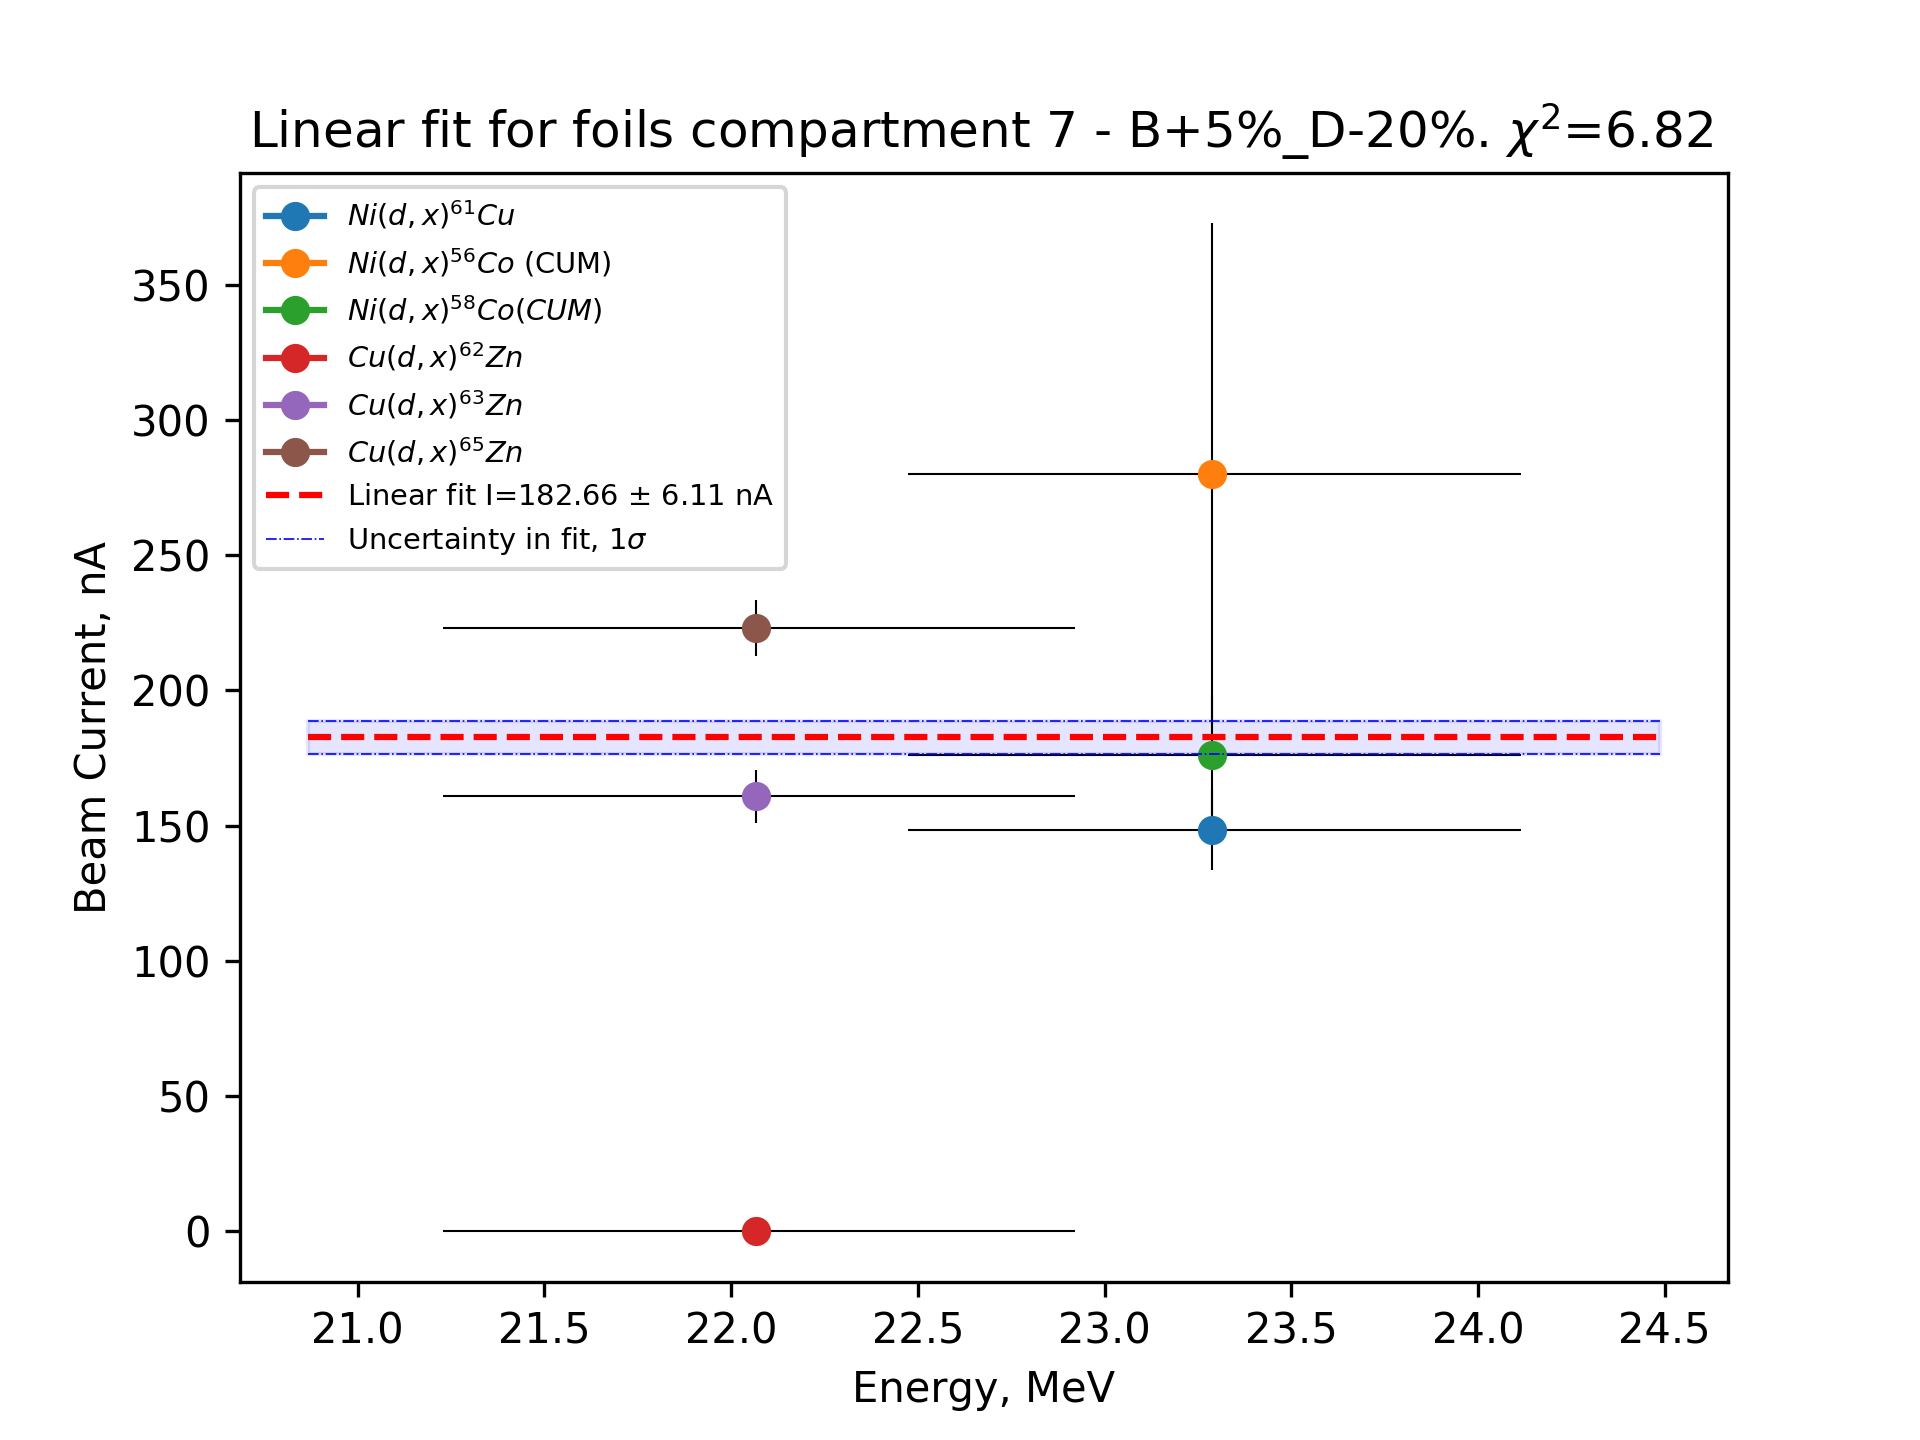 Linear fit for foils compartment 7 - B+5%_D-20%. χ²=6.82
Ni(d, x)⁶¹Cu
Ni(d, x)⁵⁶Co (CUM)
Ni(d, x)⁵⁸Co(CUM)
Cu(d, x)⁶²Zn
Cu(d, x)⁶³Zn
Cu(d, x)⁶⁵Zn
Linear fit I=182.66 ± 6.11 nA
Uncertainty in fit, 1σ
Beam Current, nA
350
300
250
200
150
100
50
0
21.0 21.5 22.0 22.5 23.0 23.5 24.0 24.5
Energy, MeV